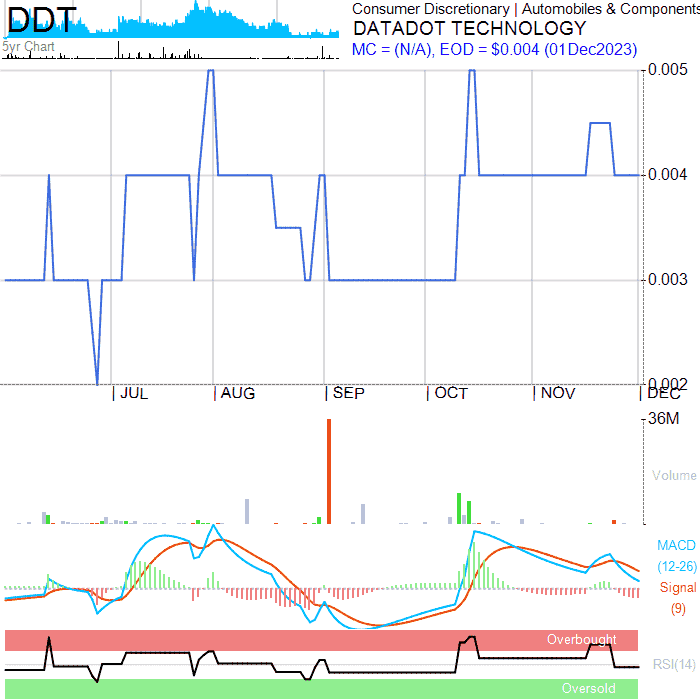 DDT
5yr Chart
Consumer Discretionary | Automobiles & Components
DATADOT TECHNOLOGY
MC = (N/A), EOD = $0.004 (01Dec2023)
0.005
0.004
0.003
0.002
JUL AUG SEP OCT NOV DEC
36M
Volume
MACD
(12-26)
Signal
(9)
Overbought
RSI(14)
Oversold